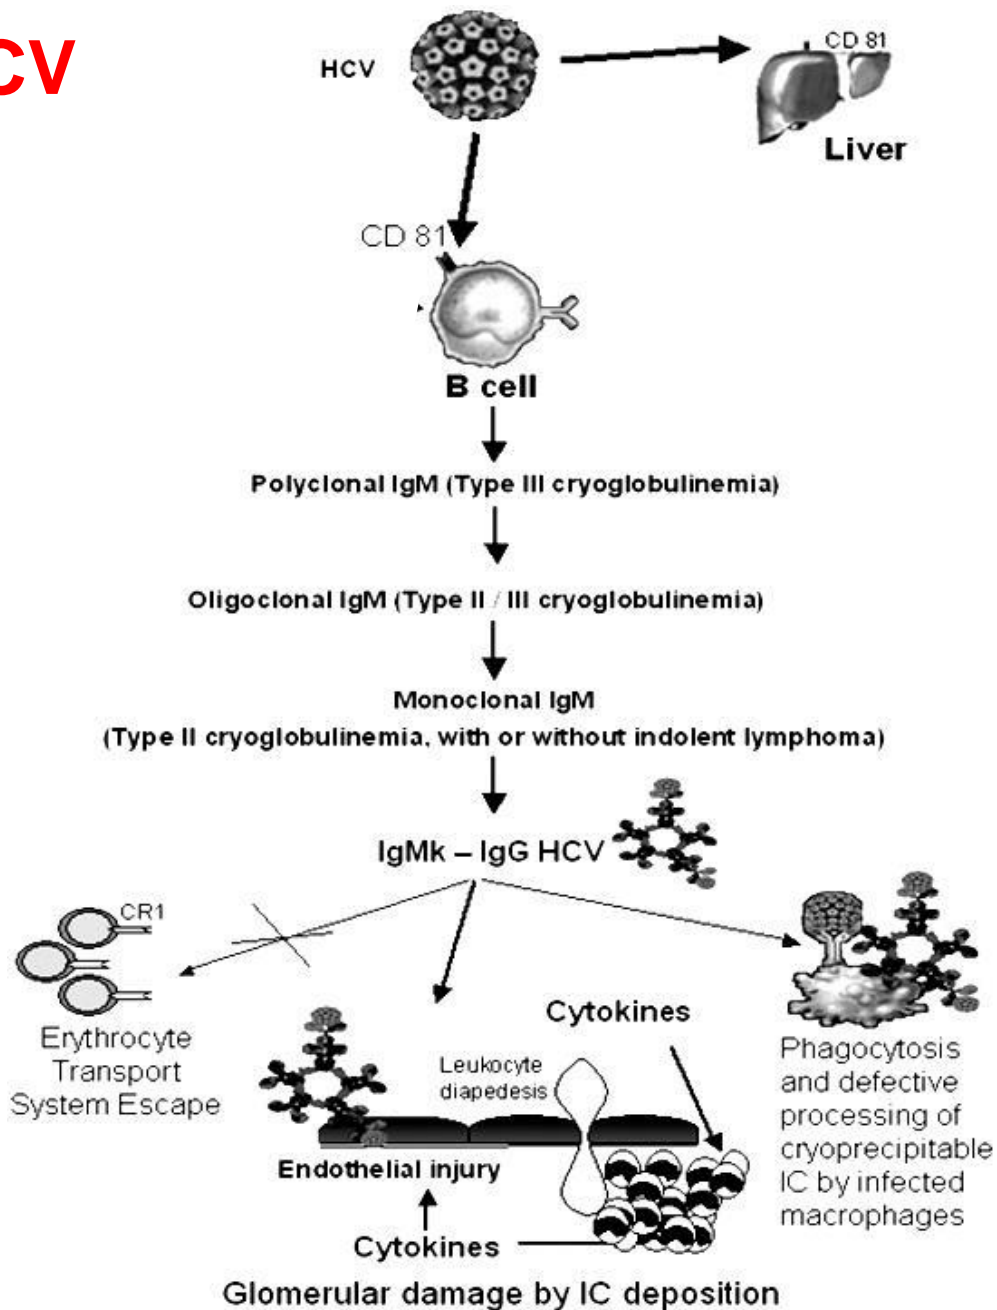 CV
HCV
CD 81
Liver
CD 81
B cell
Polyclonal IgM (Type III cryoglobulinemia)
Oligoclonal IgM (Type II / III cryoglobulinemia)
Monoclonal IgM
(Type II cryoglobulinemia, with or without indolent lymphoma)
IgMk – IgG HCV
CR1
Erythrocyte
Transport
System Escape
Cytokines
Leukocyte
diapedesis
Endothelial injury
Cytokines
Phagocytosis
and defective
processing of
cryoprecipitable
IC by infected
macrophages
Glomerular damage by IC deposition